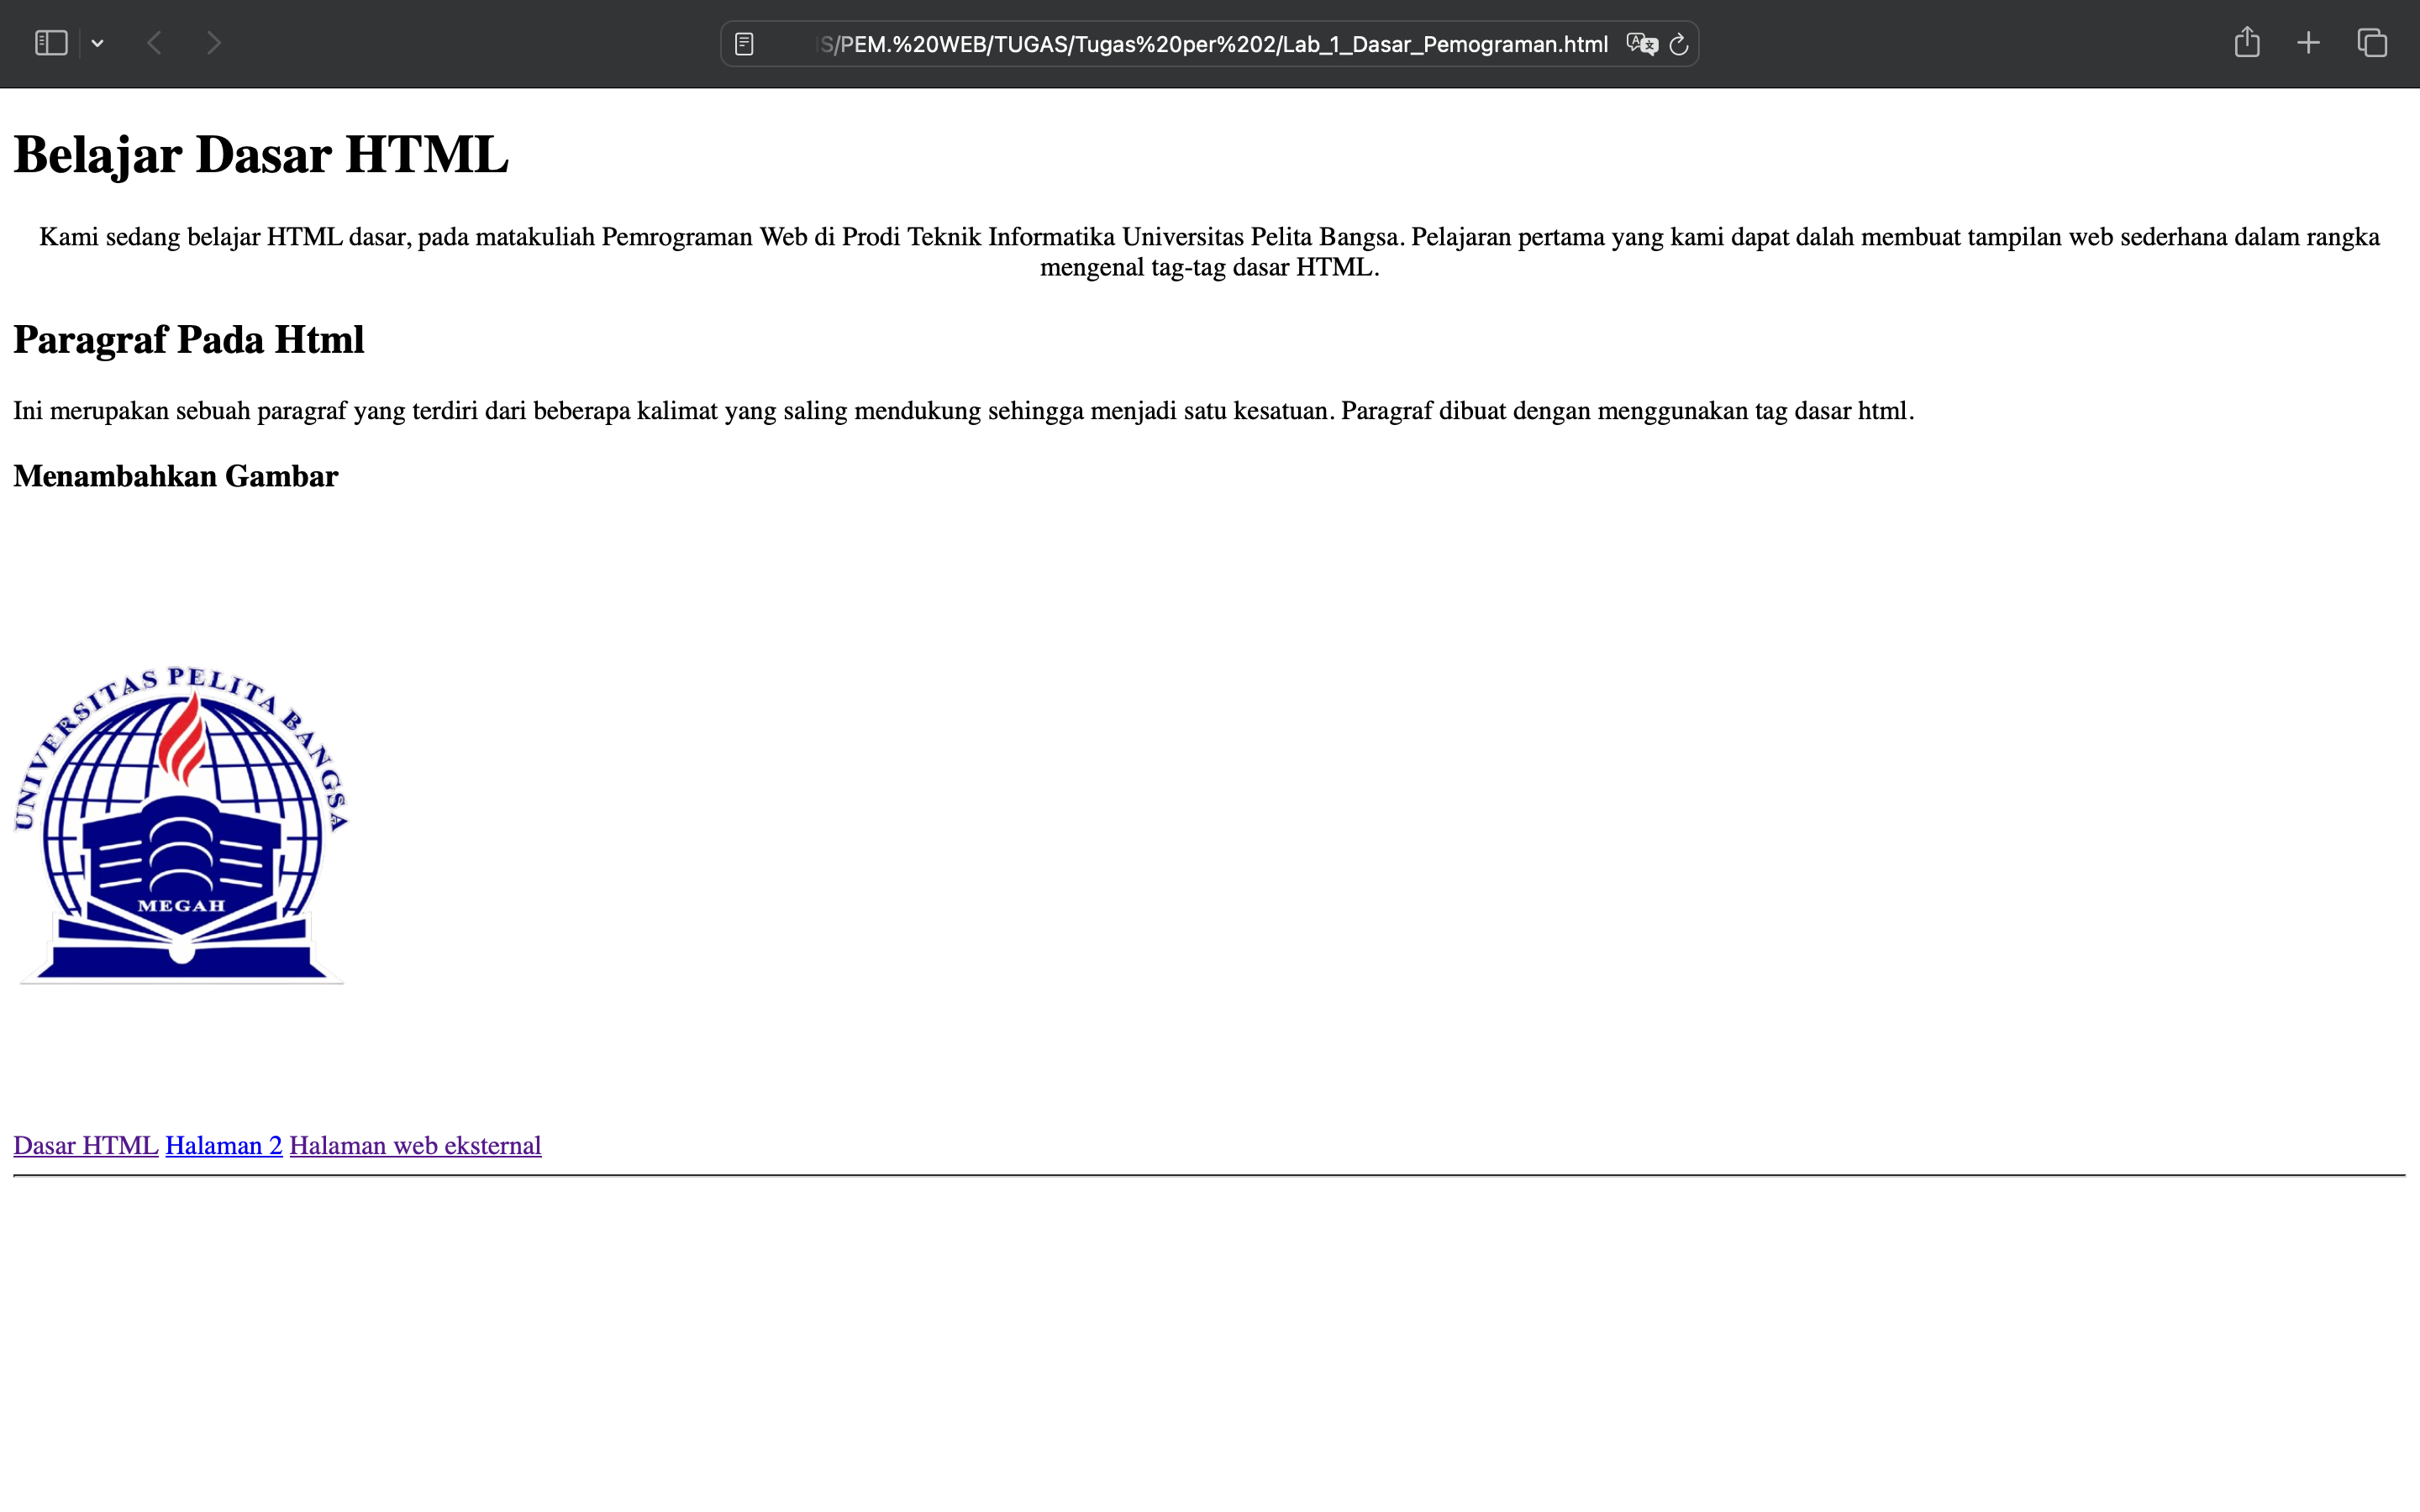 S/PEM.%20WEB/TUGAS/Tugas%20per%202/Lab_1_Dasar_Pemograman.html
Belajar Dasar HTML
Kami sedang belajar HTML dasar, pada matakuliah Pemrograman Web di Prodi Teknik Informatika Universitas Pelita Bangsa. Pelajaran pertama yang kami dapat dalah membuat tampilan web sederhana dalam rangka
mengenal tag-tag dasar HTML.
Paragraf Pada Html
Ini merupakan sebuah paragraf yang terdiri dari beberapa kalimat yang saling mendukung sehingga menjadi satu kesatuan. Paragraf dibuat dengan menggunakan tag dasar html.
Menambahkan Gambar
UNIVERSITAS PELITA BANGSA
MEGAH
Dasar HTML Halaman 2 Halaman web eksternal